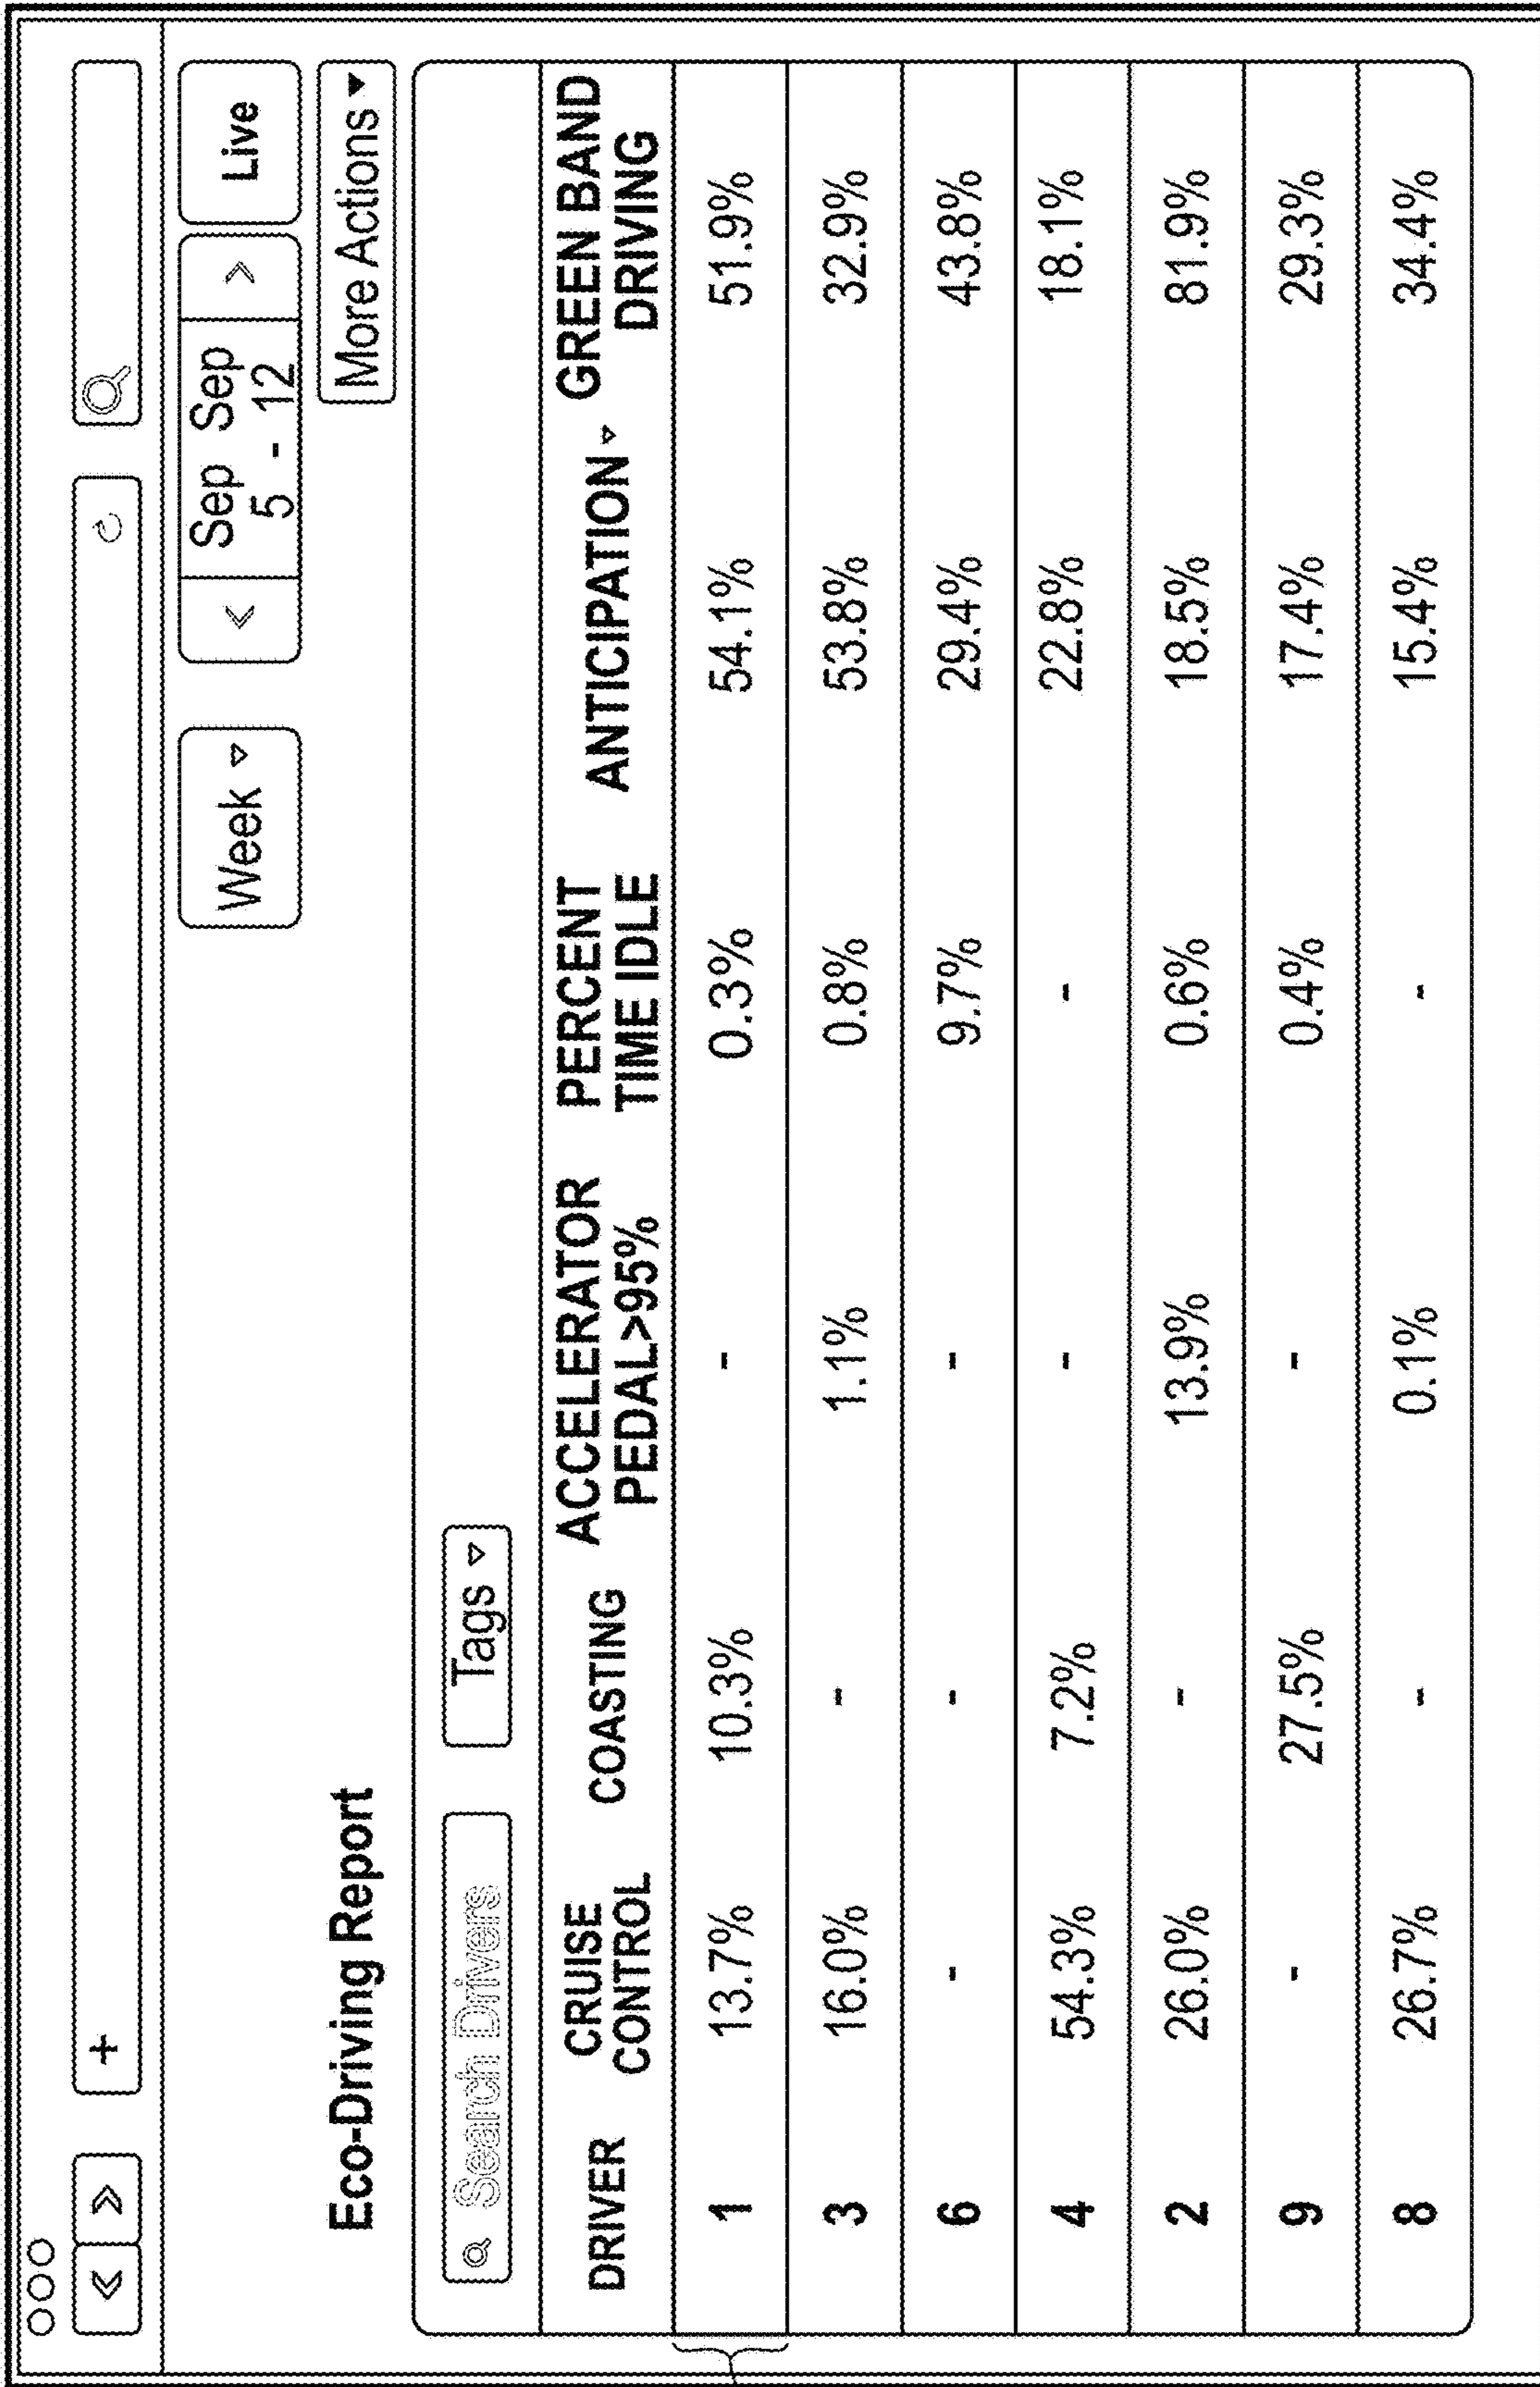 +
Week Sep Sep Live
5 - 12
Eco-Driving Report More Actions
Search Drivers Tags
DRIVER CRUISE COASTING ACCELERATOR PERCENT ANTICIPATION GREEN BAND
CONTROL PEDAL>95% TIME IDLE DRIVING
1 13.7% 10.3% - 0.3% 54.1% 51.9%
3 16.0% - 1.1% 0.8% 53.8% 32.9%
6 - - - 9.7% 29.4% 43.8%
4 54.3% 7.2% - - 22.8% 18.1%
2 26.0% - 13.9% 0.6% 18.5% 81.9%
9 - 27.5% - 0.4% 17.4% 29.3%
8 26.7% - 0.1% - 15.4% 34.4%